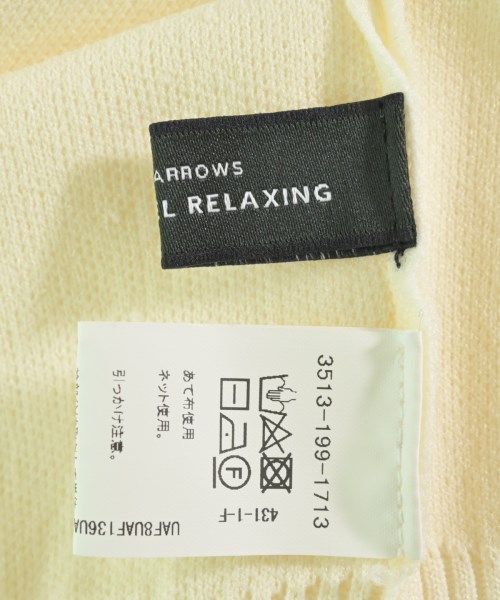 ARROWS
L RELAXING
3513-199-1713
F
431-1-F
あて布使用
ネット使用。
引っかけ注意。
UAF8UAF136UA